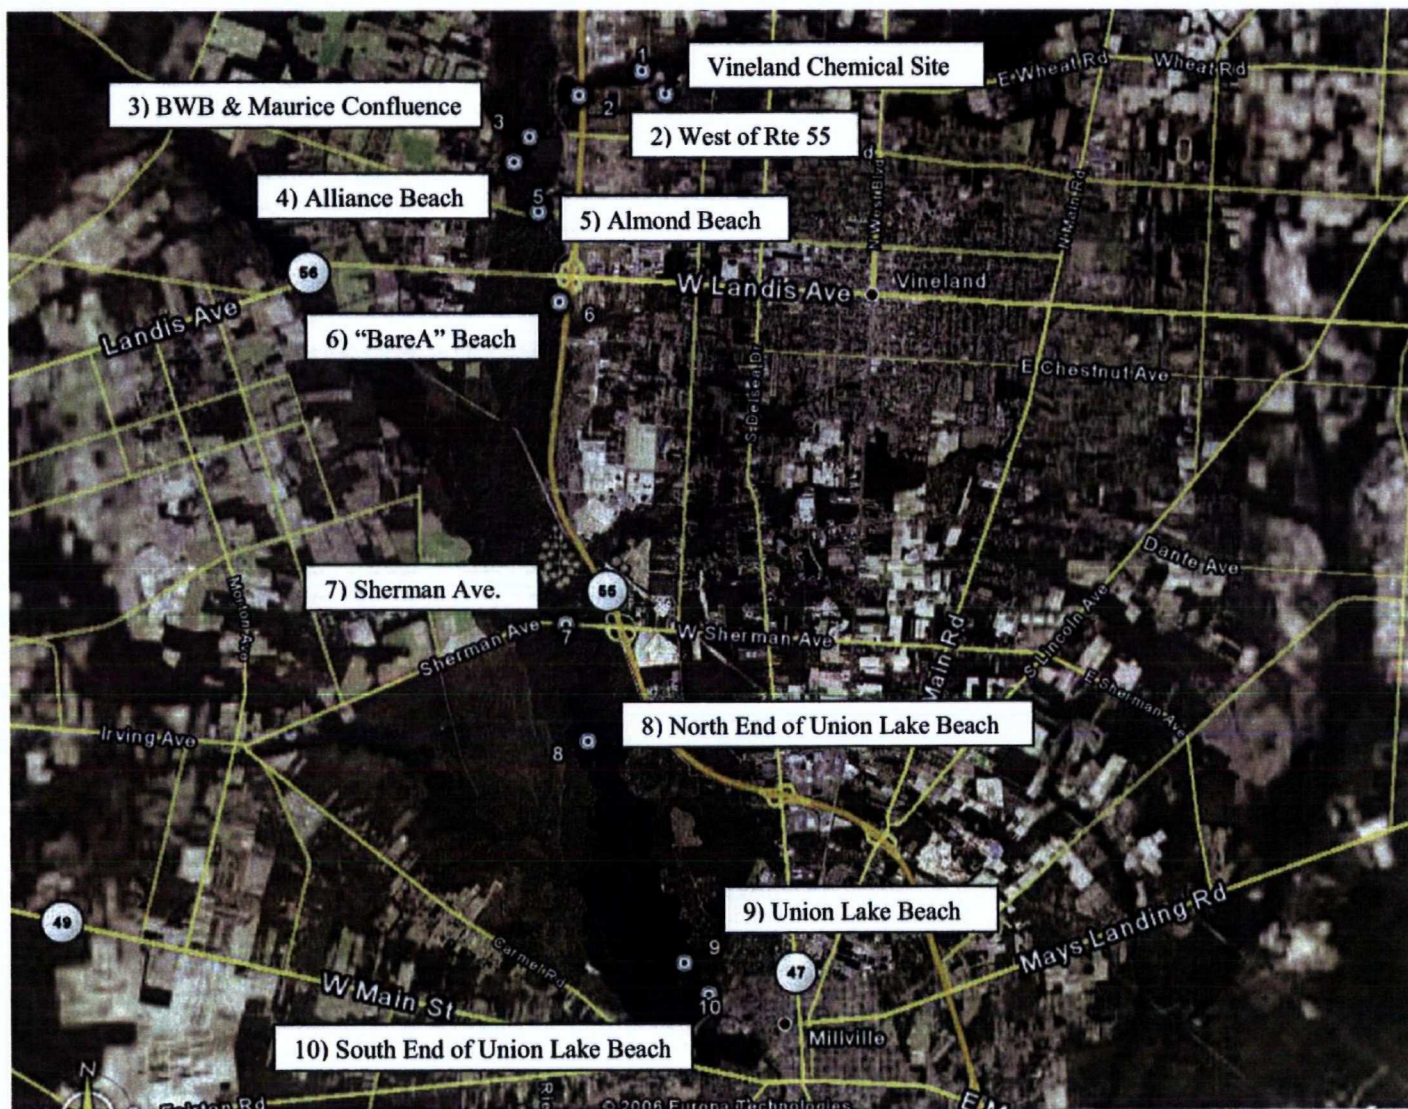 1
Vineland Chemical Site
E Wheat Rd
Wheat Rd
3) BWB & Maurice Confluence
2
3
2) West of Rte 55
d
N West Blvd
N Main Rd
4) Alliance Beach
5
5) Almond Beach
56
W Landis Ave
Vineland
Landis Ave
6) “BareA” Beach
6
S Delsea Dr
E Chestnut Ave
Dante Ave
7) Sherman Ave.
55
Morton Ave
7
Sherman Ave
W Sherman Ave
Main Rd
S Lincoln Ave
E Sherman Ave
Irving Ave
8) North End of Union Lake Beach
8
9) Union Lake Beach
49
Carmel Rd
9
47
Mays Landing Rd
W Main St
10
10) South End of Union Lake Beach
Millville
N
Rd
© 2006 Europa Technologies
E M